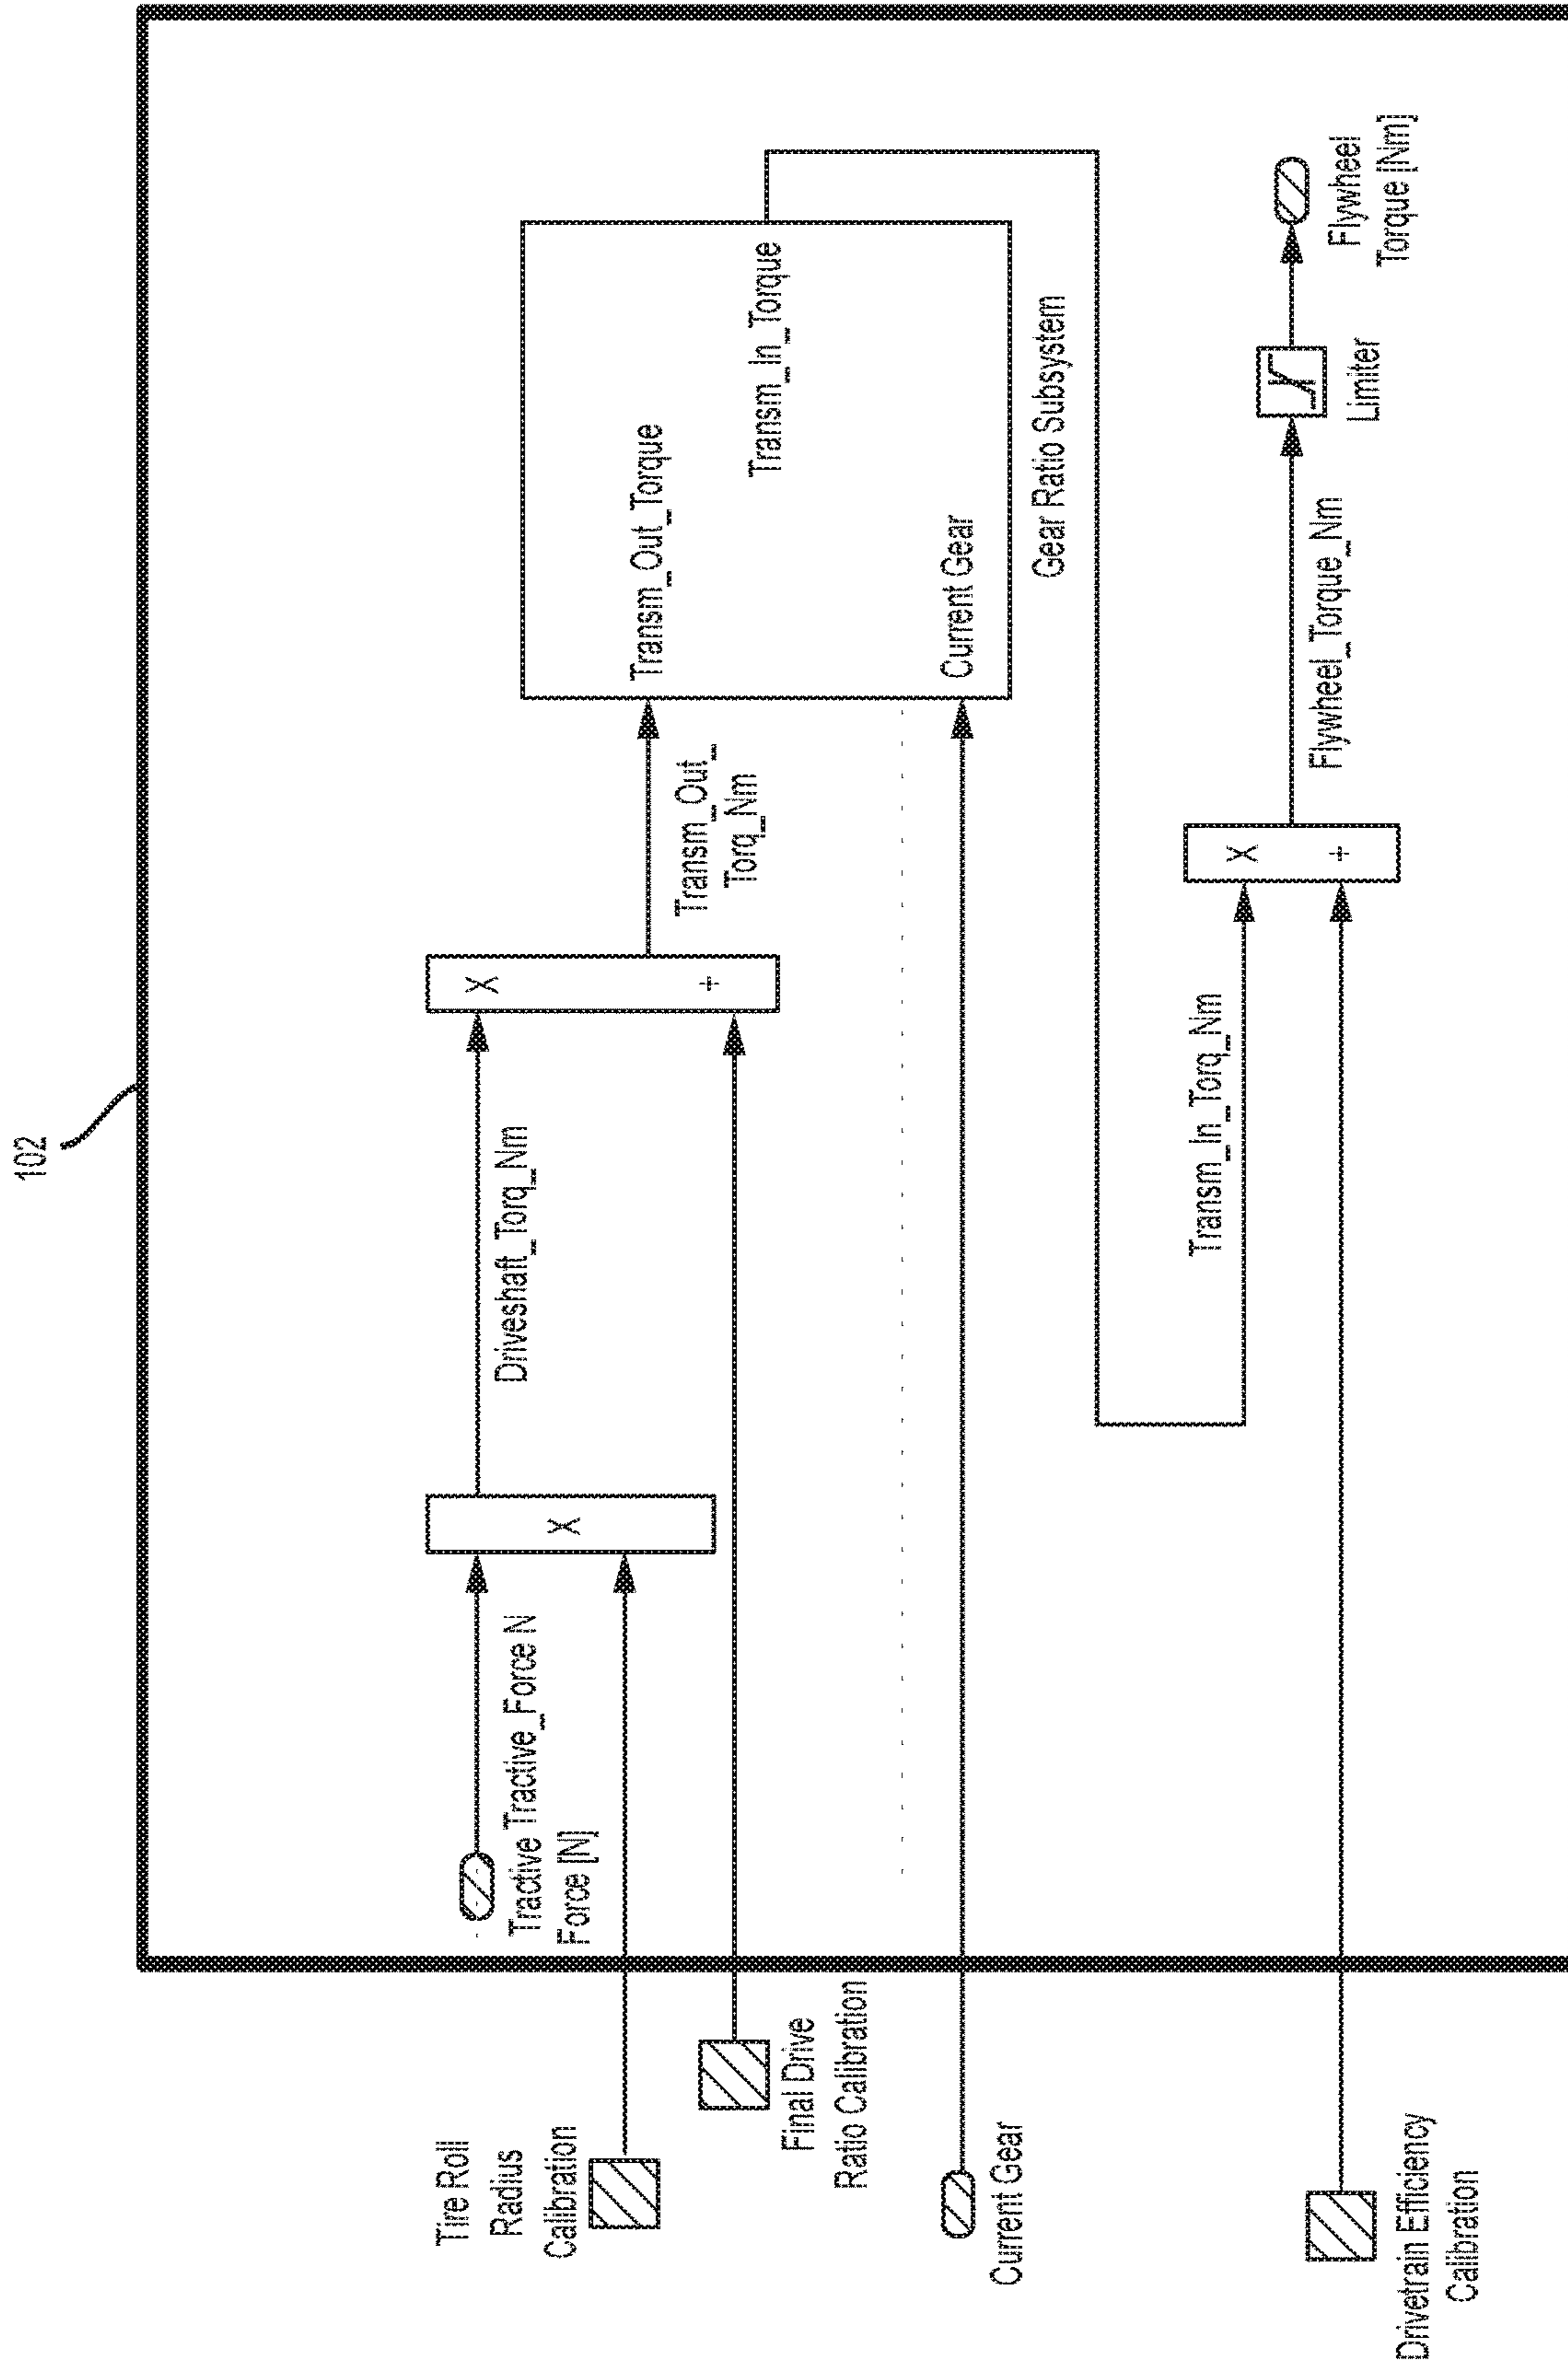 102
Tire Roll
Radius
Calibration
Tractive Tractive_Force N
Force [N]
X
Driveshaft_Torq_Nm
Final Drive
Ratio Calibration
X
÷
Transm_Out_
Torq_Nm
Transm_Out_Torque
Transm_In_Torque
Current Gear
Gear Ratio Subsystem
Current Gear
Transm_In_Torq_Nm
X
÷
Flywheel_Torque_Nm
Limiter
Flywheel
Torque [Nm]
Drivetrain Efficiency
Calibration